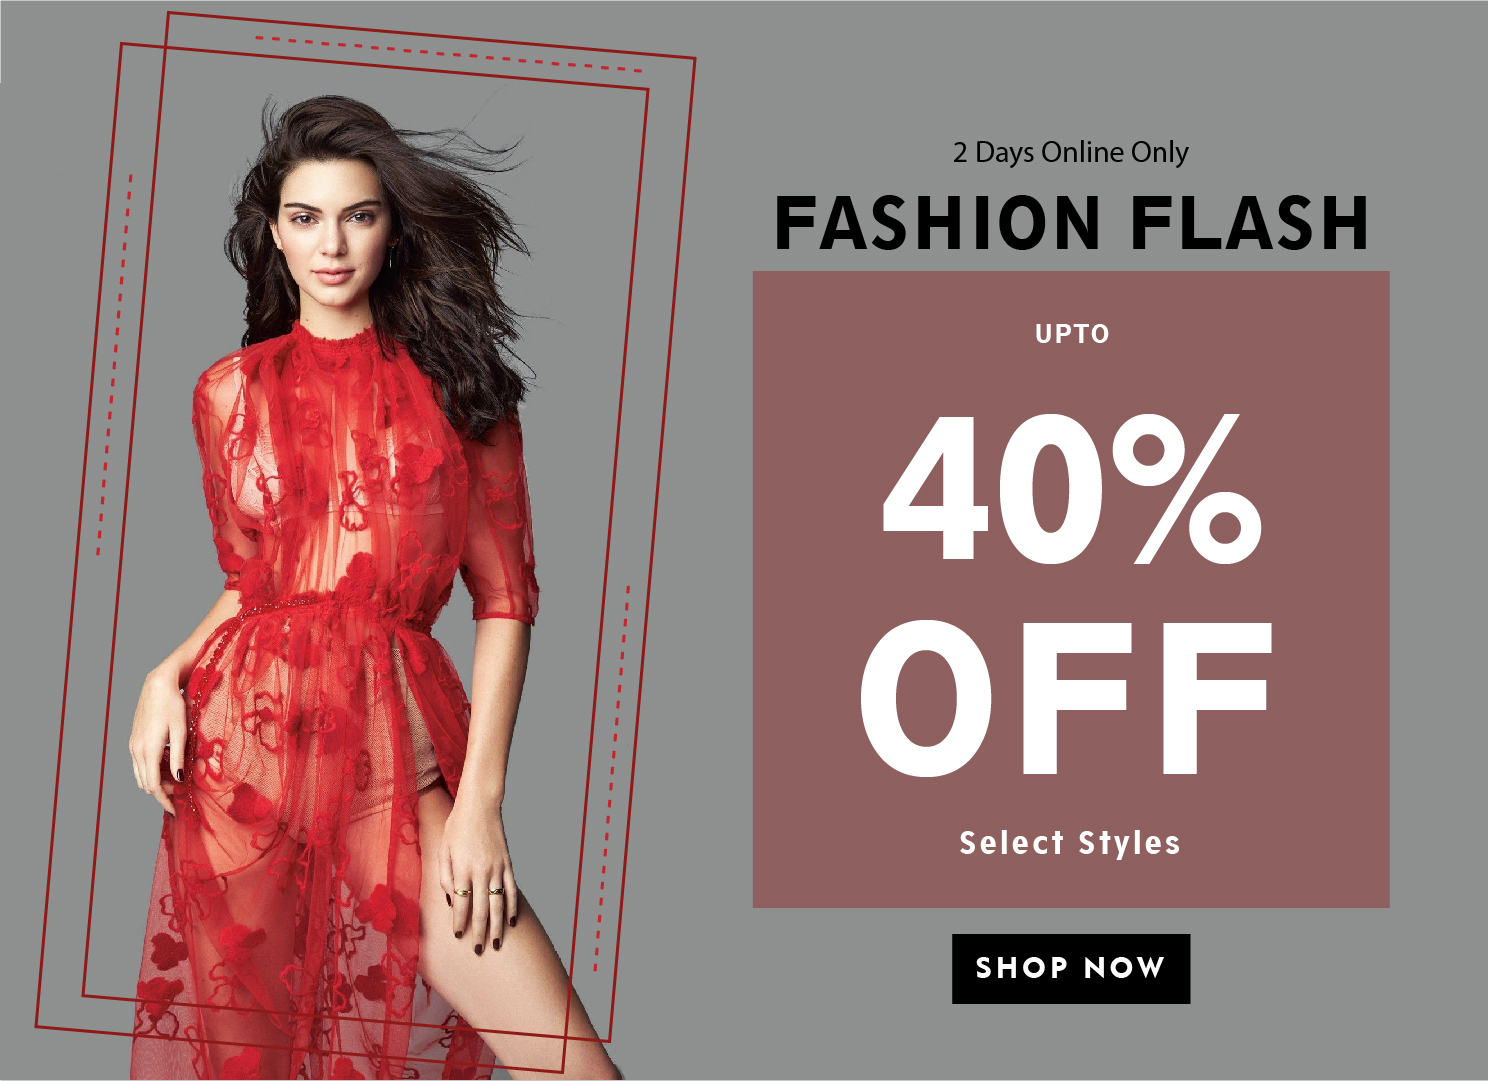 2 Days Online Only
FASHION FLASH
UPTO
40%
OFF
Select Styles
SHOP NOW